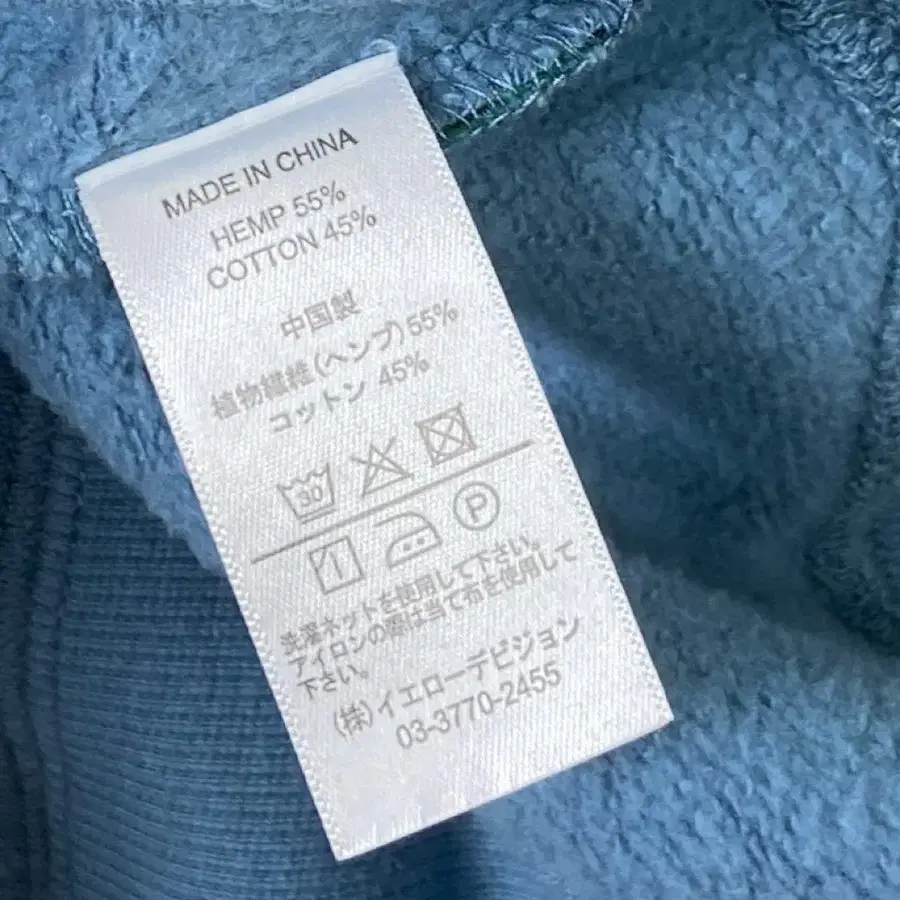 MADE IN CHINA
HEMP 55%
COTTON 45%
中国製
植物繊維(ヘンプ) 55%
コットン 45%
30
P
洗濯ネットを使用して下さい。
アイロンの際は当て布を使用して
下さい。
(株) イエローデビジョン
03-3770-2455